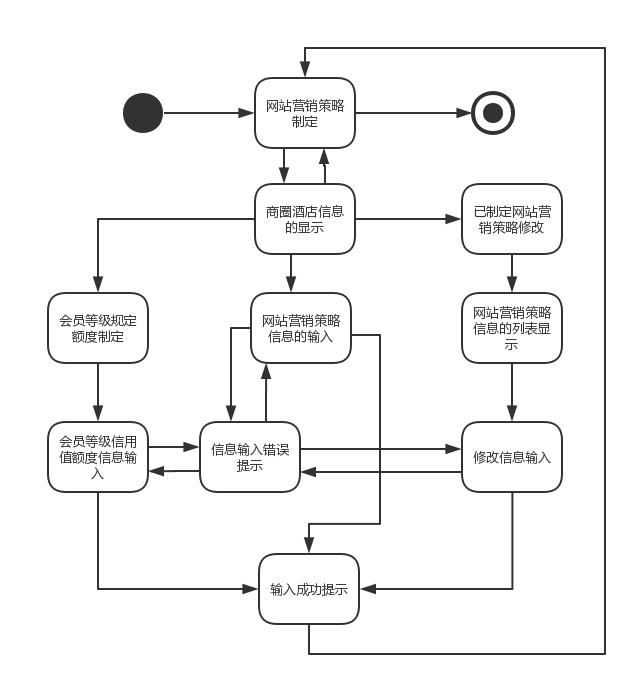 网站营销策略
制定
商圈酒店信息
的显示
已制定网站营
销策略修改
会员等级规定
额度制定
网站营销策略
信息的输入
网站营销策略
信息的列表显
示
会员等级信用
值额度信息输
入
信息输入错误
提示
修改信息输入
输入成功提示